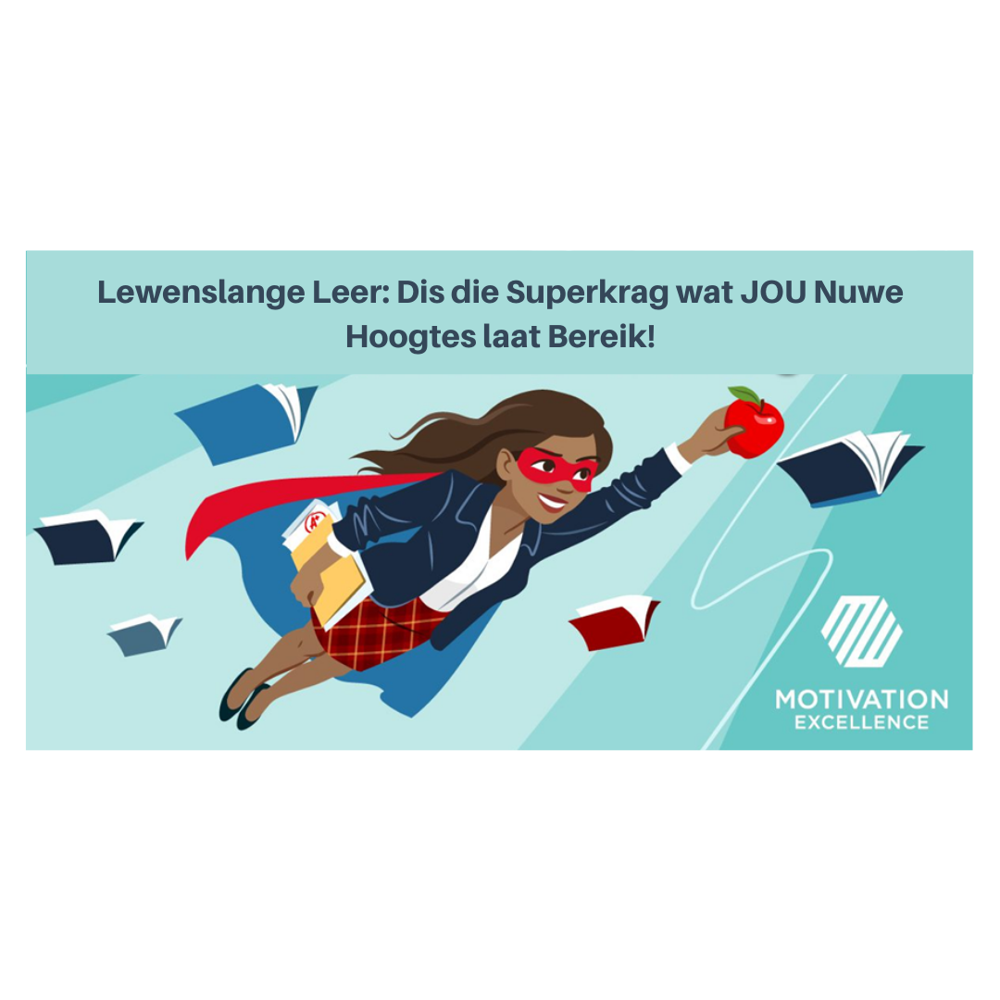 Lewenslange Leer: Dis die Superkrag wat JOU Nuwe
Hoogtes laat Bereik!
A+
MOTIVATION
EXCELLENCE